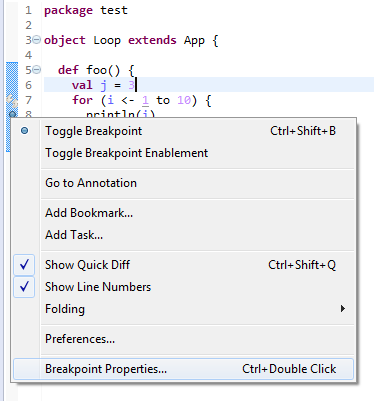 1 package test
2
3 object Loop extends App {
4
5 def foo() {
6 val j = 3
7 for (i <- 1 to 10) {
8 println(i)
Toggle Breakpoint Ctrl+Shift+B
Toggle Breakpoint Enablement
Go to Annotation
Add Bookmark...
Add Task...
Show Quick Diff Ctrl+Shift+Q
Show Line Numbers
Folding
Preferences...
Breakpoint Properties... Ctrl+Double Click